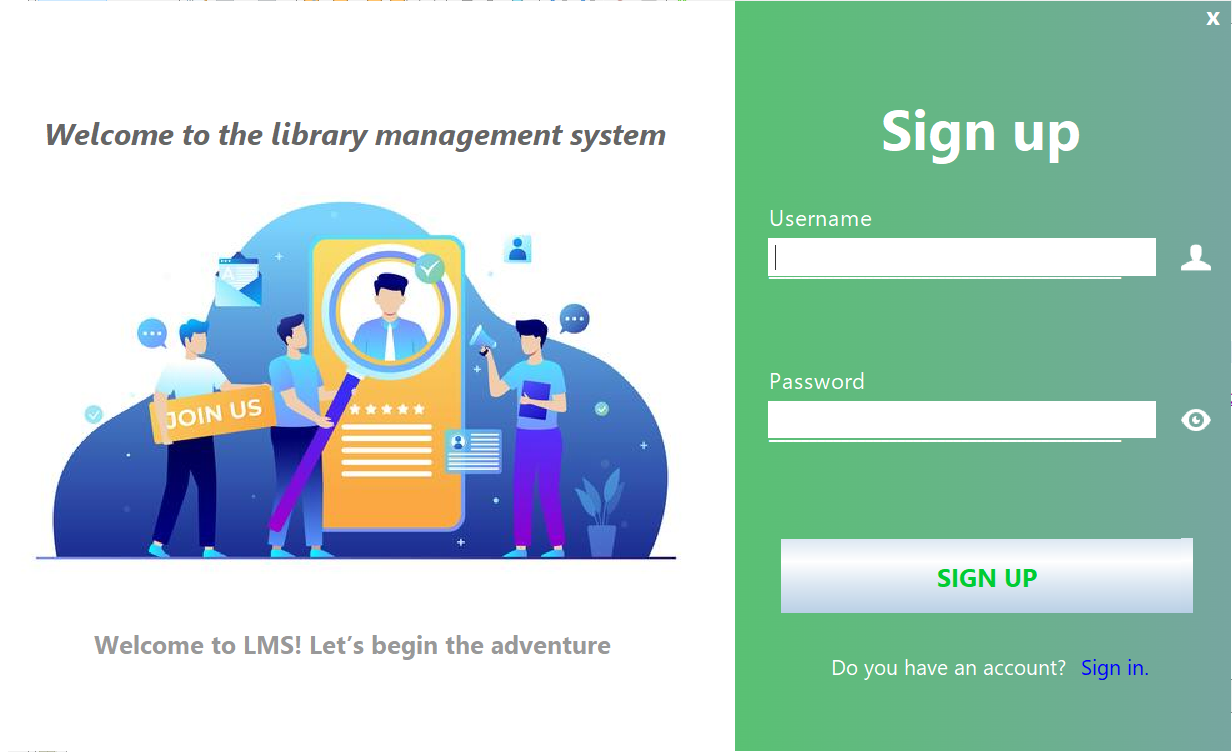 x
Welcome to the library management system
JOIN US
A
Welcome to LMS! Let’s begin the adventure
Sign up
Username
Password
SIGN UP
Do you have an account? Sign in.